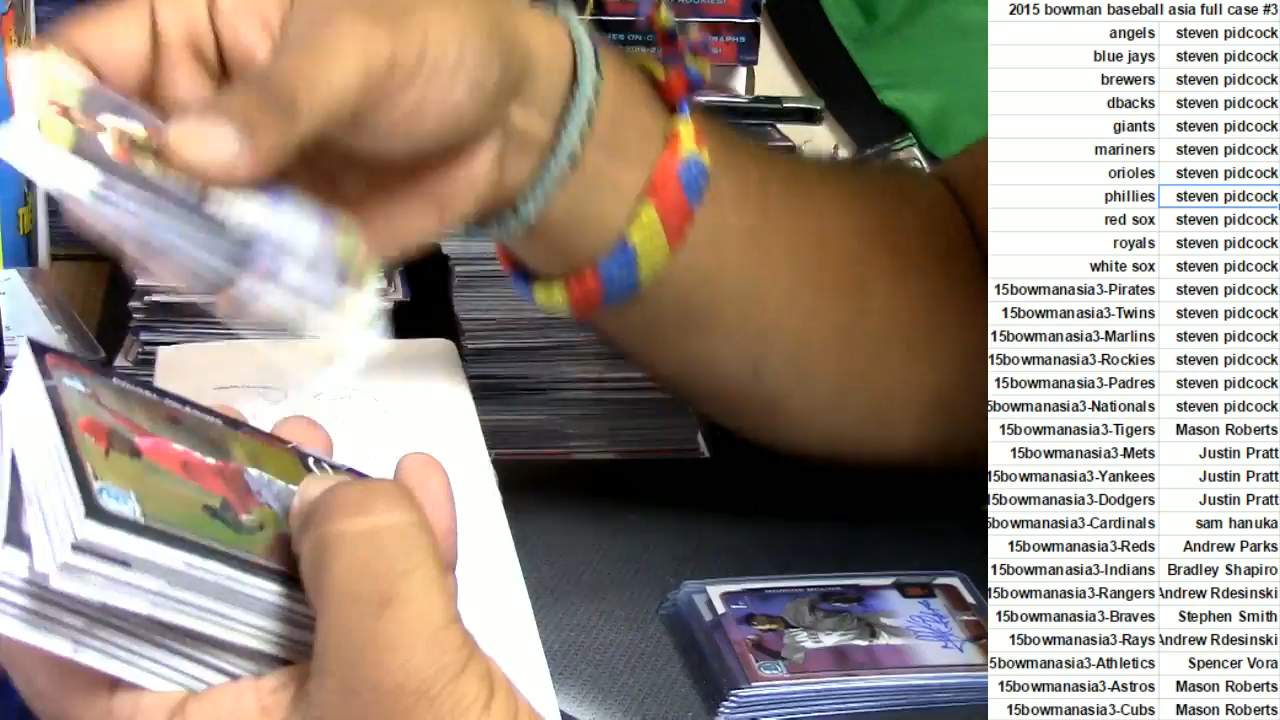 2015 bowman baseball asia full case #3
angels steven pidcock
blue jays steven pidcock
brewers steven pidcock
dbacks steven pidcock
giants steven pidcock
mariners steven pidcock
orioles steven pidcock
phillies steven pidcock
red sox steven pidcock
royals steven pidcock
white sox steven pidcock
15bowmanasia3-Pirates steven pidcock
15bowmanasia3-Twins steven pidcock
15bowmanasia3-Marlins steven pidcock
15bowmanasia3-Rockies steven pidcock
15bowmanasia3-Padres steven pidcock
5bowmanasia3-Nationals steven pidcock
15bowmanasia3-Tigers Mason Roberts
15bowmanasia3-Mets Justin Pratt
15bowmanasia3-Yankees Justin Pratt
15bowmanasia3-Dodgers Justin Pratt
5bowmanasia3-Cardinals sam hanuka
15bowmanasia3-Reds Andrew Parks
15bowmanasia3-Indians Bradley Shapiro
15bowmanasia3-Rangers Andrew Rdesinski
15bowmanasia3-Braves Stephen Smith
15bowmanasia3-Rays Andrew Rdesinski
5bowmanasia3-Athletics Spencer Vora
15bowmanasia3-Astros Mason Roberts
15bowmanasia3-Cubs Mason Roberts